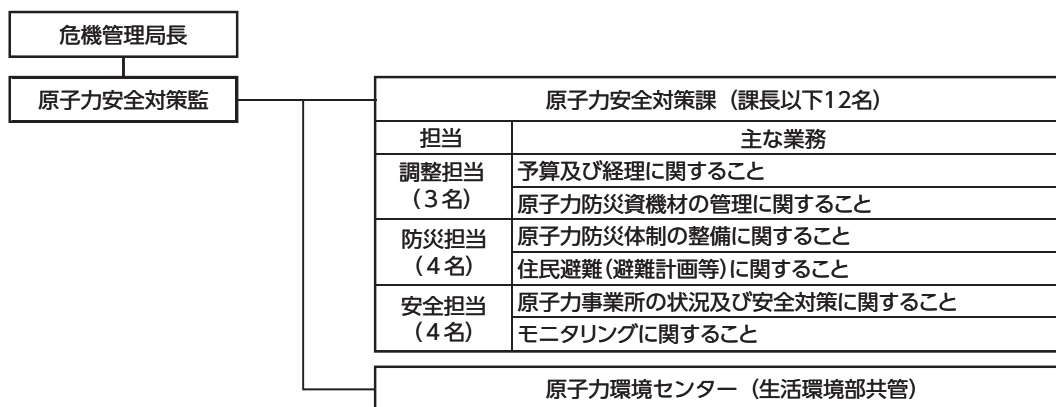 危機管理局長
原子力安全対策監
原子力安全対策課（課長以下12名）
担当
主な業務
調整担当
（３名）
予算及び経理に関すること
原子力防災資機材の管理に関すること
防災担当
（４名）
原子力防災体制の整備に関すること
住民避難（避難計画等）に関すること
安全担当
（４名）
原子力事業所の状況及び安全対策に関すること
モニタリングに関すること
原子力環境センター（生活環境部共管）